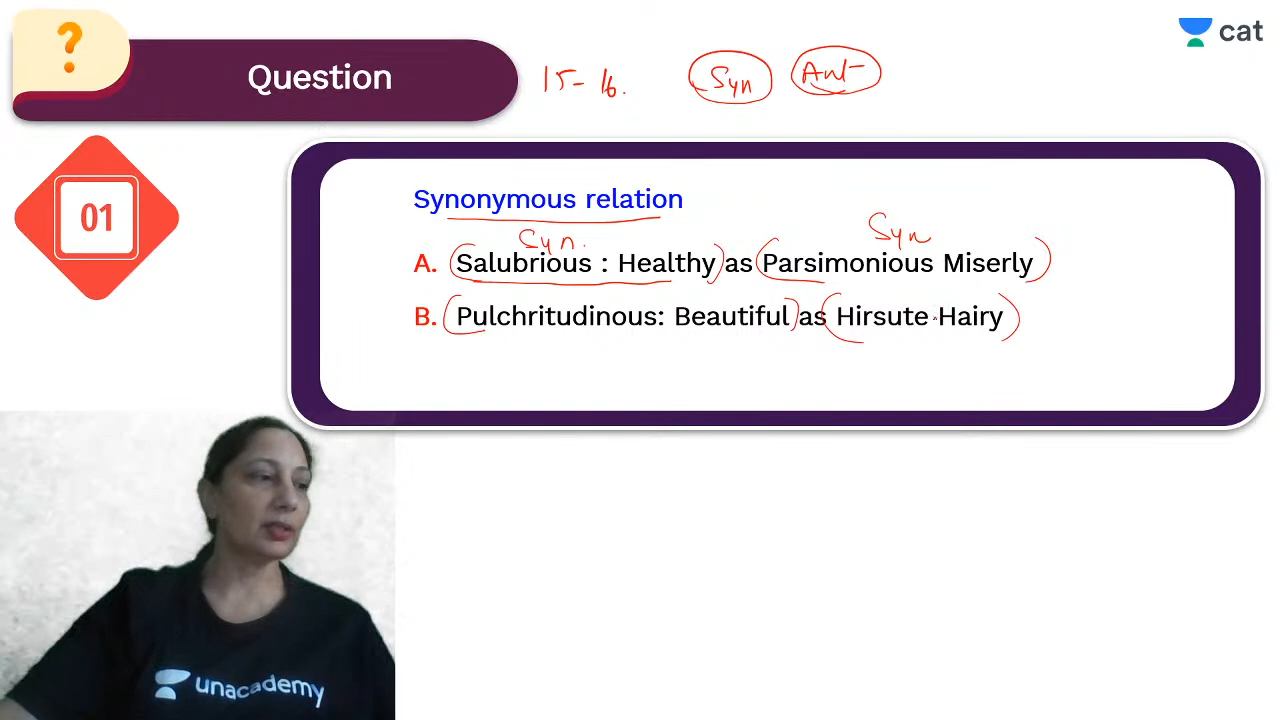 ?
cat
Question 15-16. Syn Ant
01
Synonymous relation
Syn. Syn
A. Salubrious : Healthy as Parsimonious Miserly
B. Pulchritudinous: Beautiful as Hirsute Hairy
unacademy